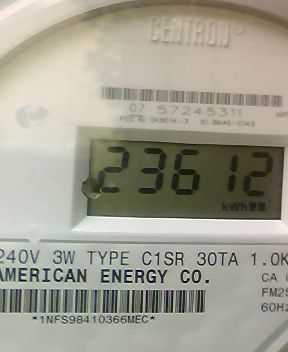 CENTRON
07 57245311
23612
kWh
240V 3W TYPE C1SR 30TA 1.0K
AMERICAN ENERGY CO.
CA
FM2S
60Hz
*1NFS98410366MEC*